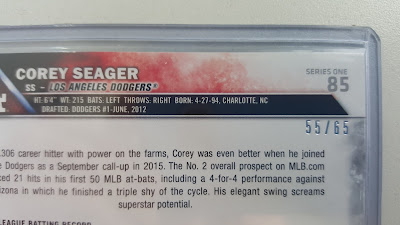 COREY SEAGER
SERIES ONE
85
SS – LOS ANGELES DODGERS®
HT: 6'4" WT: 215 BATS: LEFT THROWS: RIGHT BORN: 4-27-94, CHARLOTTE, NC
DRAFTED: DODGERS #1-JUNE, 2012
55/65
.306 career hitter with power on the farms, Corey was even better when he joined
Dodgers as a September call-up in 2015. The No. 2 overall prospect on MLB.com
21 hits in his first 50 MLB at-bats, including a 4-for-4 performance against
in which he finished a triple shy of the cycle. His elegant swing screams
superstar potential.
LEAGUE BATTING RECORD